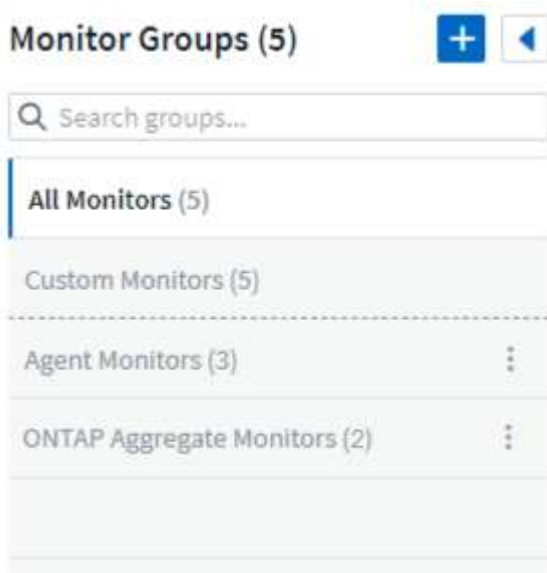 Monitor Groups (5)
Search groups...
All Monitors (5)
Custom Monitors (5)
Agent Monitors (3)
ONTAP Aggregate Monitors (2)